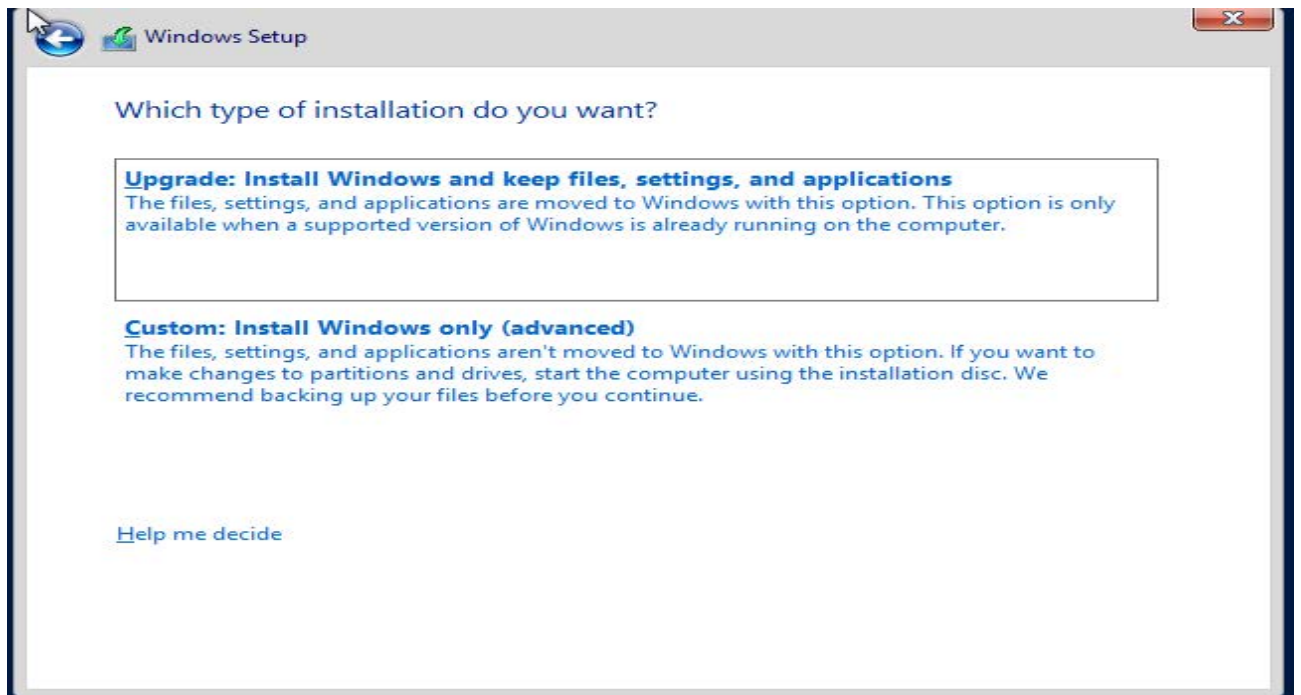 Windows Setup
Which type of installation do you want?
Upgrade: Install Windows and keep files, settings, and applications
The files, settings, and applications are moved to Windows with this option. This option is only
available when a supported version of Windows is already running on the computer.
Custom: Install Windows only (advanced)
The files, settings, and applications aren't moved to Windows with this option. If you want to
make changes to partitions and drives, start the computer using the installation disc. We
recommend backing up your files before you continue.
Help me decide